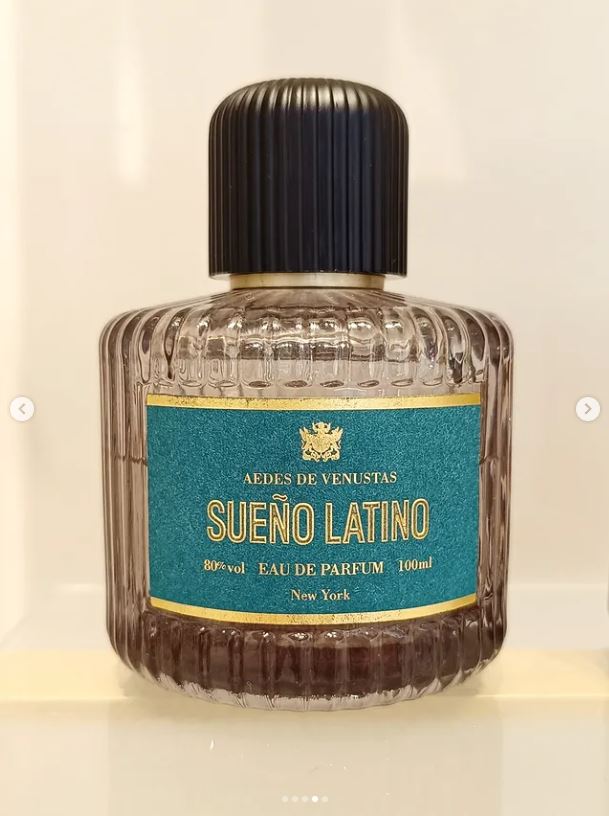 AEDES DE VENUSTAS
SUEÑO LATINO
80% vol EAU DE PARFUM 100ml
New York